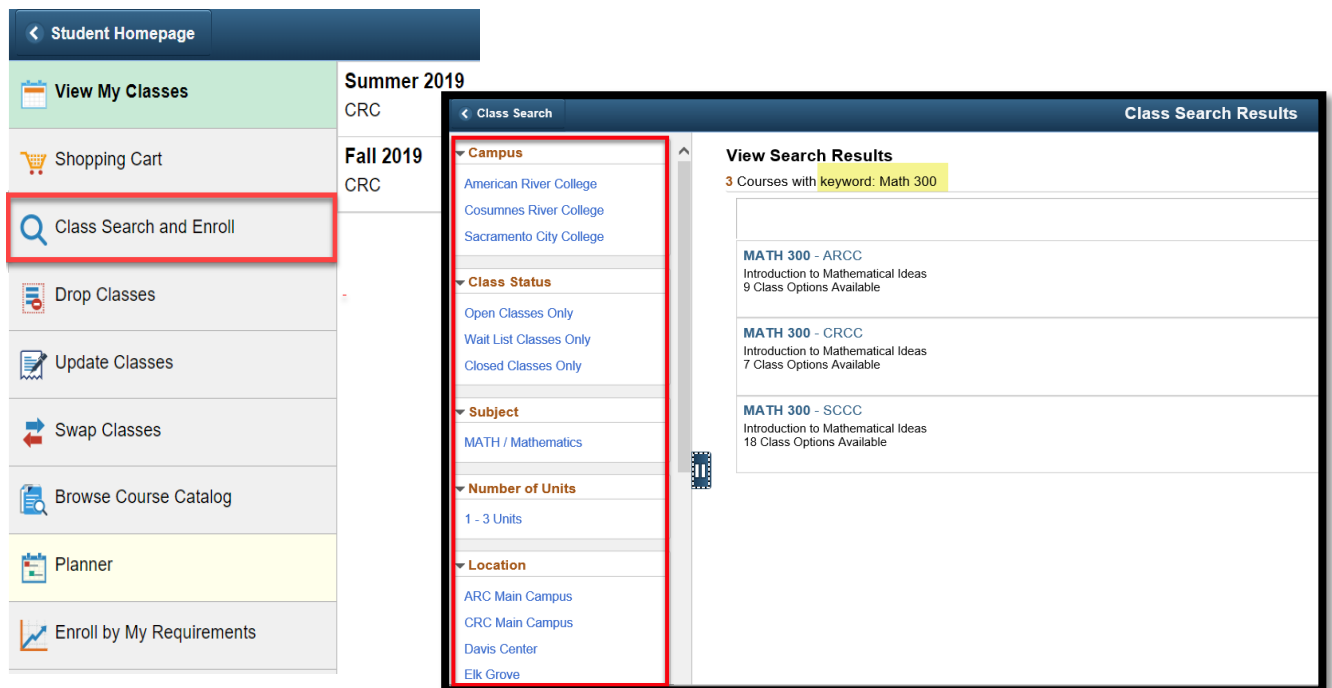 Student Homepage
View My Classes
Shopping Cart
Class Search and Enroll
Drop Classes
Update Classes
Swap Classes
Browse Course Catalog
Planner
Enroll by My Requirements
Summer 2019
CRC
Fall 2019
CRC
-
Class Search
Class Search Results
Campus
American River College
Cosumnes River College
Sacramento City College
Class Status
Open Classes Only
Wait List Classes Only
Closed Classes Only
Subject
MATH / Mathematics
Number of Units
1 - 3 Units
Location
ARC Main Campus
CRC Main Campus
Davis Center
Elk Grove
View Search Results
3 Courses with keyword: Math 300
MATH 300 - ARCC
Introduction to Mathematical Ideas
9 Class Options Available
MATH 300 - CRCC
Introduction to Mathematical Ideas
7 Class Options Available
MATH 300 - SCCC
Introduction to Mathematical Ideas
18 Class Options Available